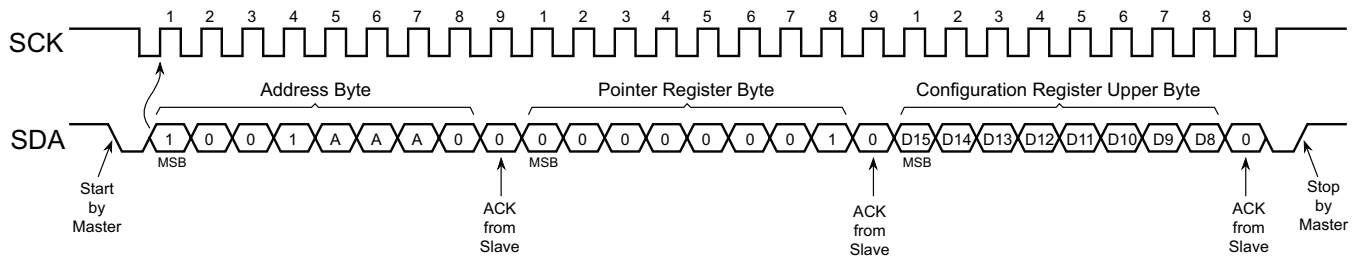 1 2 3 4 5 6 7 8 9 1 2 3 4 5 6 7 8 9 1 2 3 4 5 6 7 8 9
SCK
Address Byte Pointer Register Byte Configuration Register Upper Byte
SDA 1 0 0 1 A A A 0 0 0 0 0 0 0 0 0 1 0 D15 D14 D13 D12 D11 D10 D9 D8 0
MSB MSB MSB
Start
by
Master
ACK
from
Slave
ACK
from
Slave
ACK
from
Slave
Stop
by
Master